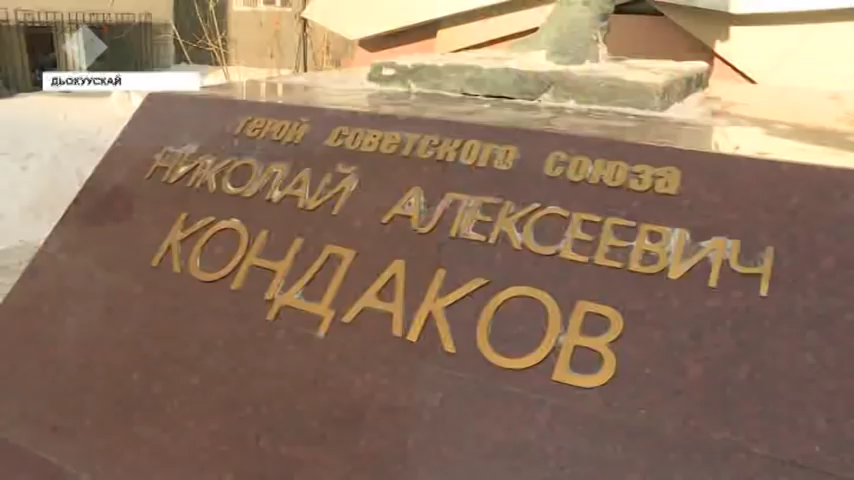 ДЬОКУУСКАЙ
ГЕРОЙ СОВЕТСКОГО СОЮЗА
НИКОЛАЙ АЛЕКСЕЕВИЧ
КОНДАКОВ